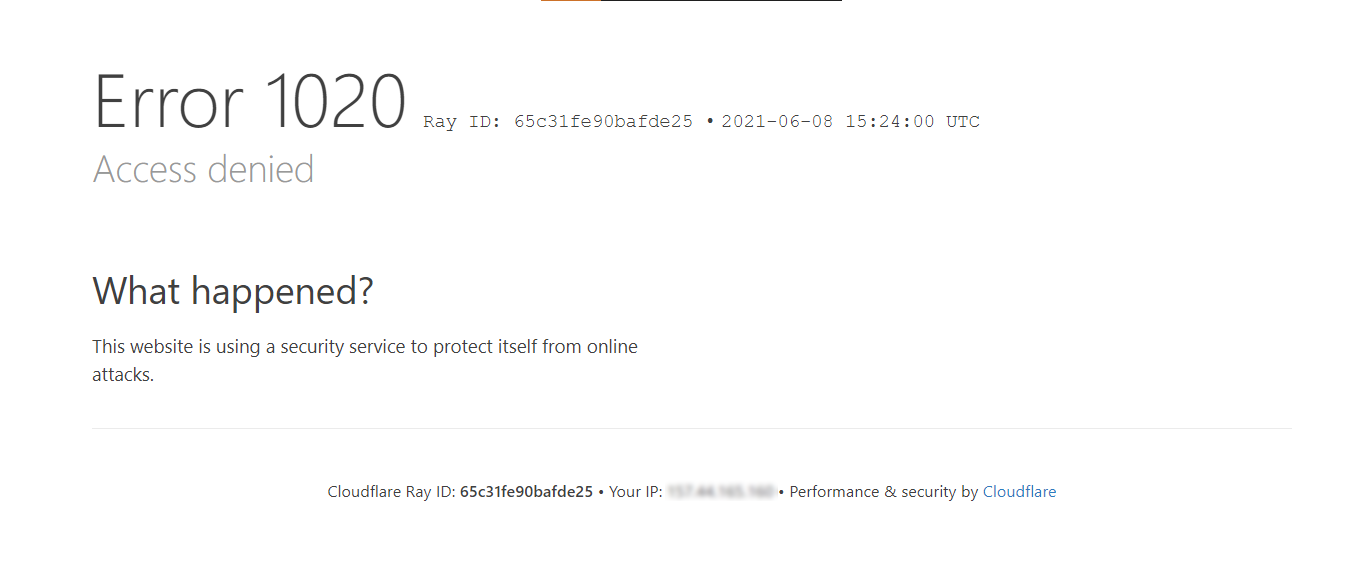 Error 1020 Ray ID: 65c31fe90bafde25 • 2021-06-08 15:24:00 UTC
Access denied
What happened?
This website is using a security service to protect itself from online
attacks.
Cloudflare Ray ID: 65c31fe90bafde25 • Your IP: • Performance & security by Cloudflare